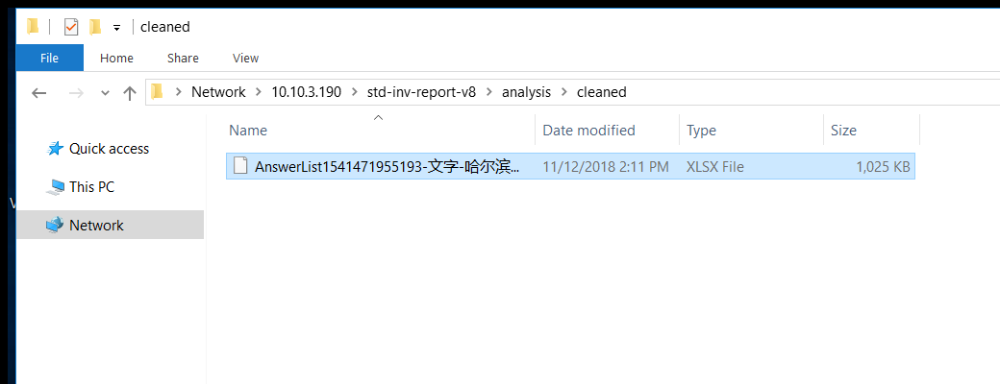 cleaned
File Home Share View
Network 10.10.3.190 std-inv-report-v8 analysis cleaned
Name Date modified Type Size
Quick access
AnswerList1541471955193-文字-哈尔滨... 11/12/2018 2:11 PM XLSX File 1,025 KB
This PC
V
Network